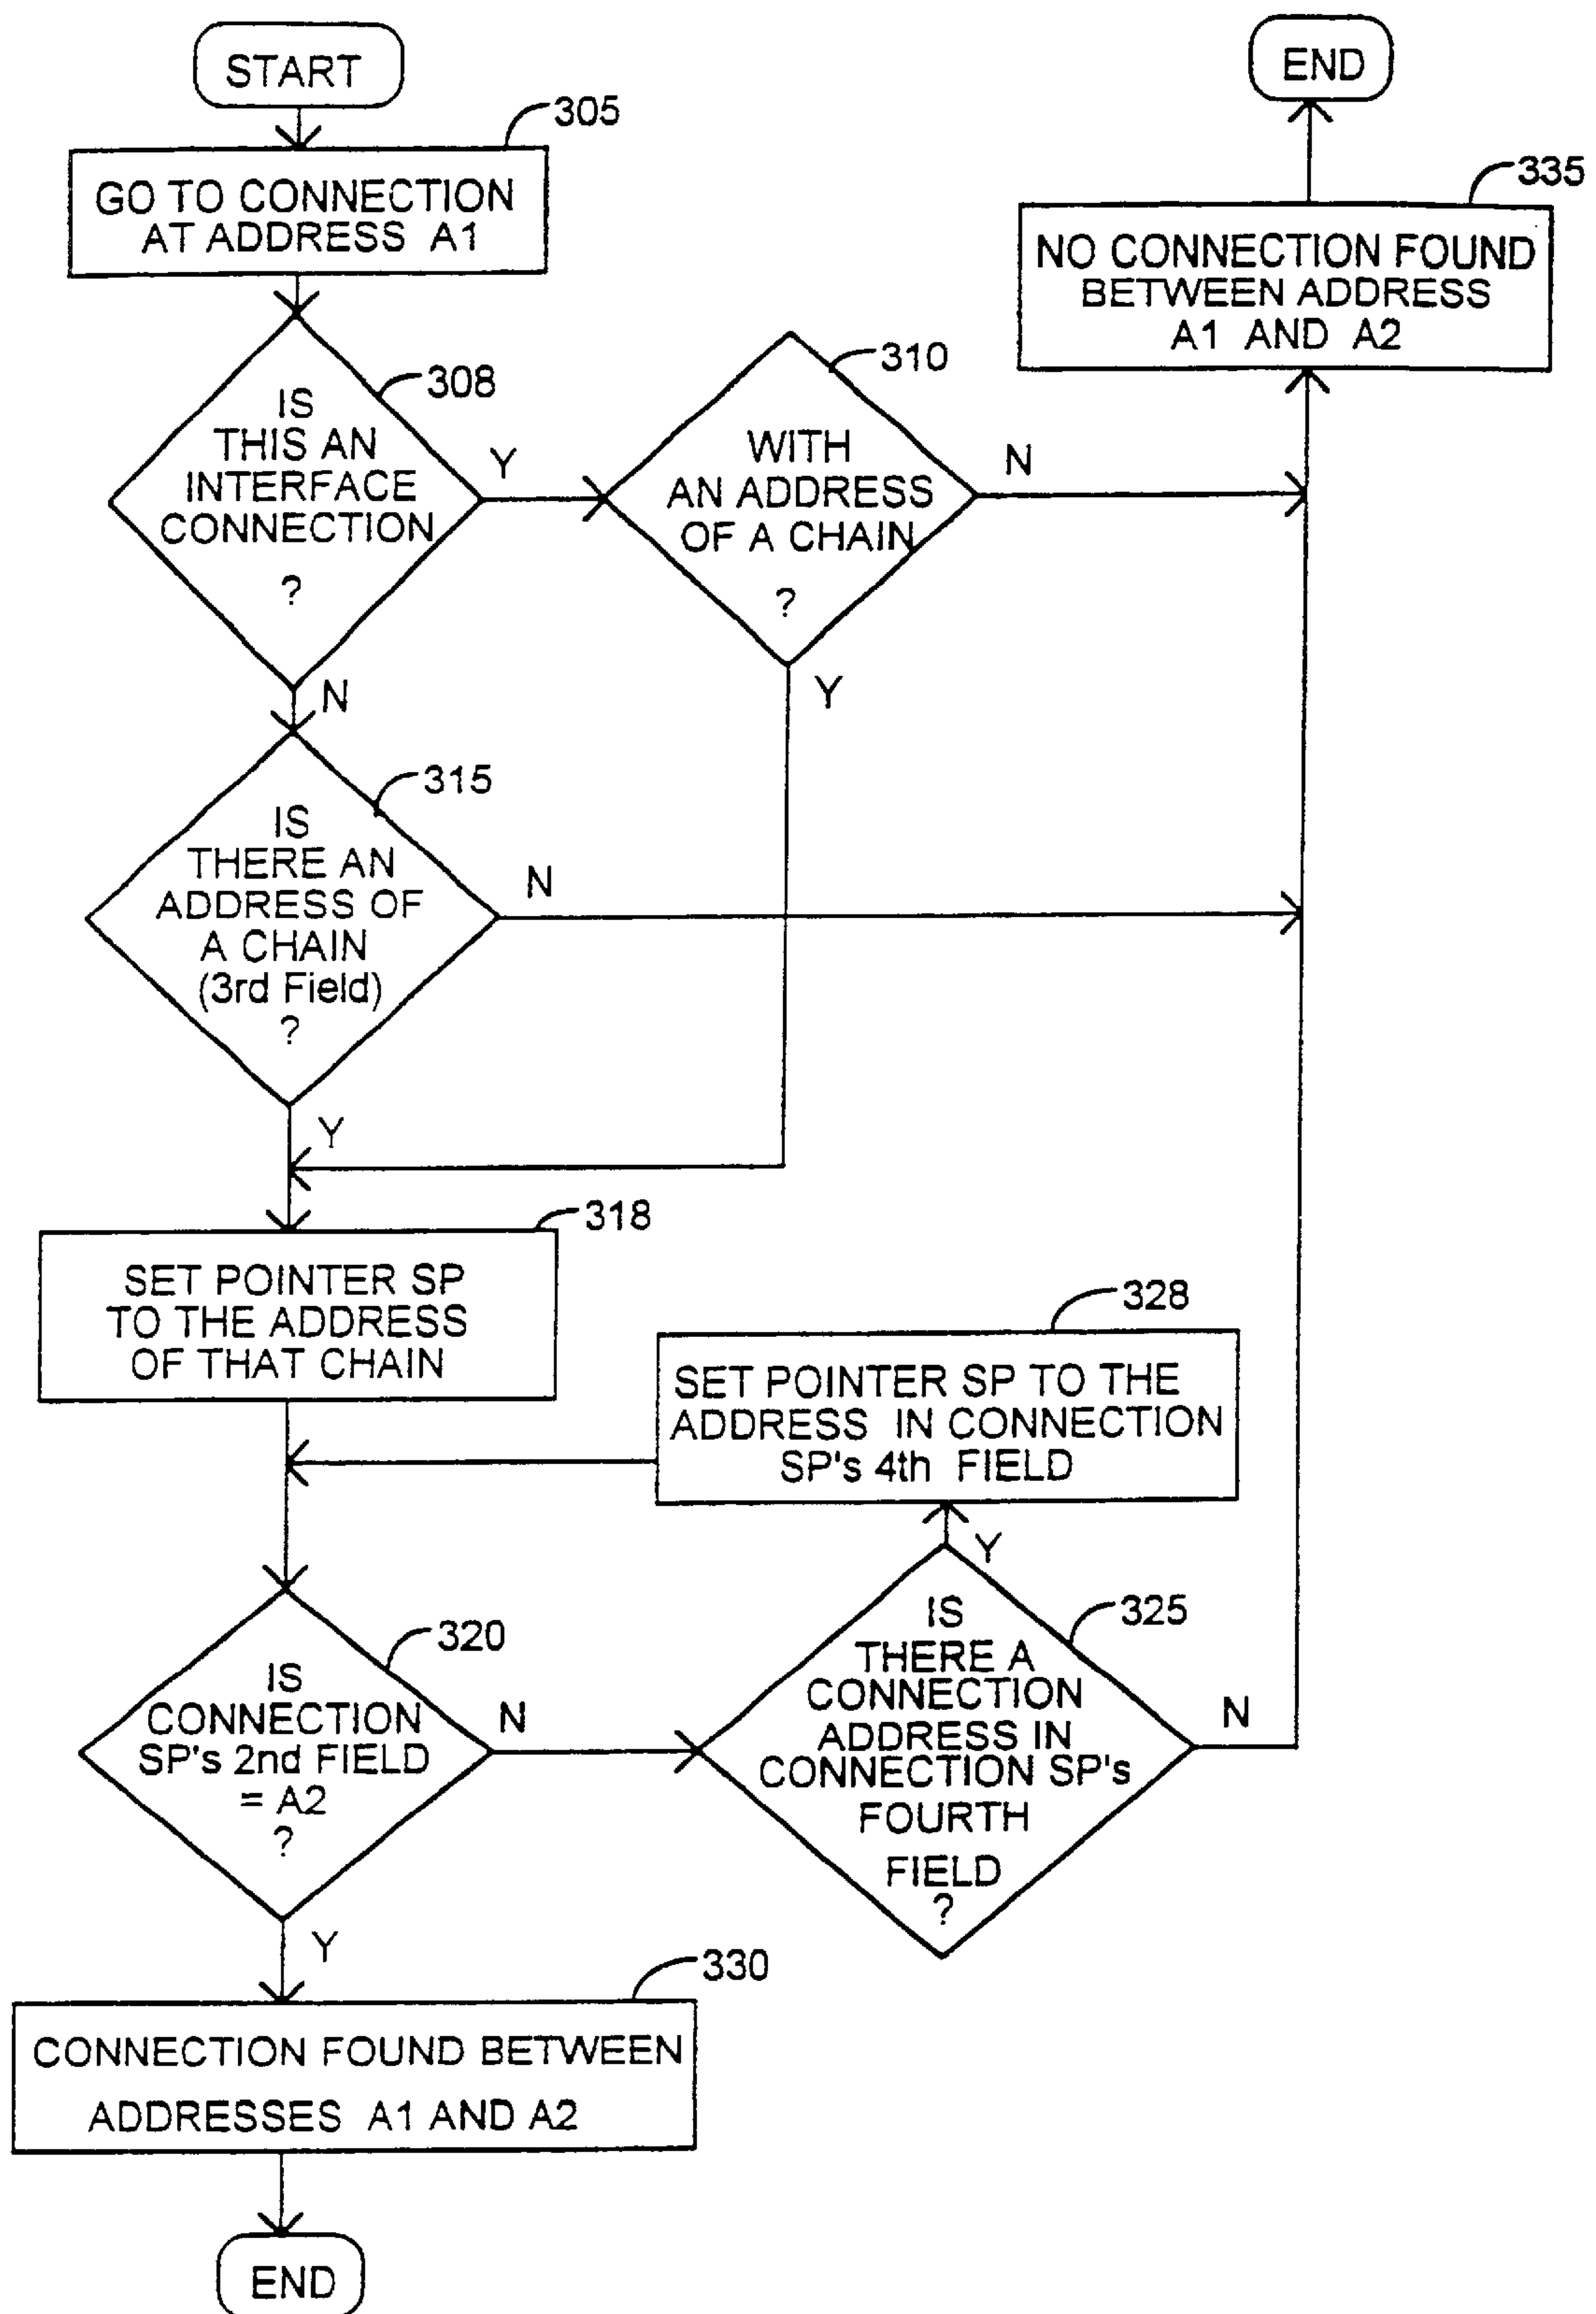 START
305
GO TO CONNECTION
AT ADDRESS A1
308
IS
THIS AN
INTERFACE
CONNECTION
?
Y
N
310
WITH
AN ADDRESS
OF A CHAIN
?
N
Y
END
335
NO CONNECTION FOUND
BETWEEN ADDRESS
A1 AND A2
315
IS
THERE AN
ADDRESS OF
A CHAIN
(3rd Field)
?
N
Y
318
SET POINTER SP
TO THE ADDRESS
OF THAT CHAIN
328
SET POINTER SP TO THE
ADDRESS IN CONNECTION
SP's 4th FIELD
Y
320
IS
CONNECTION
SP's 2nd FIELD
= A2
?
N
Y
325
IS
THERE A
CONNECTION
ADDRESS IN
CONNECTION SP's
FOURTH
FIELD
?
N
330
CONNECTION FOUND BETWEEN
ADDRESSES A1 AND A2
END